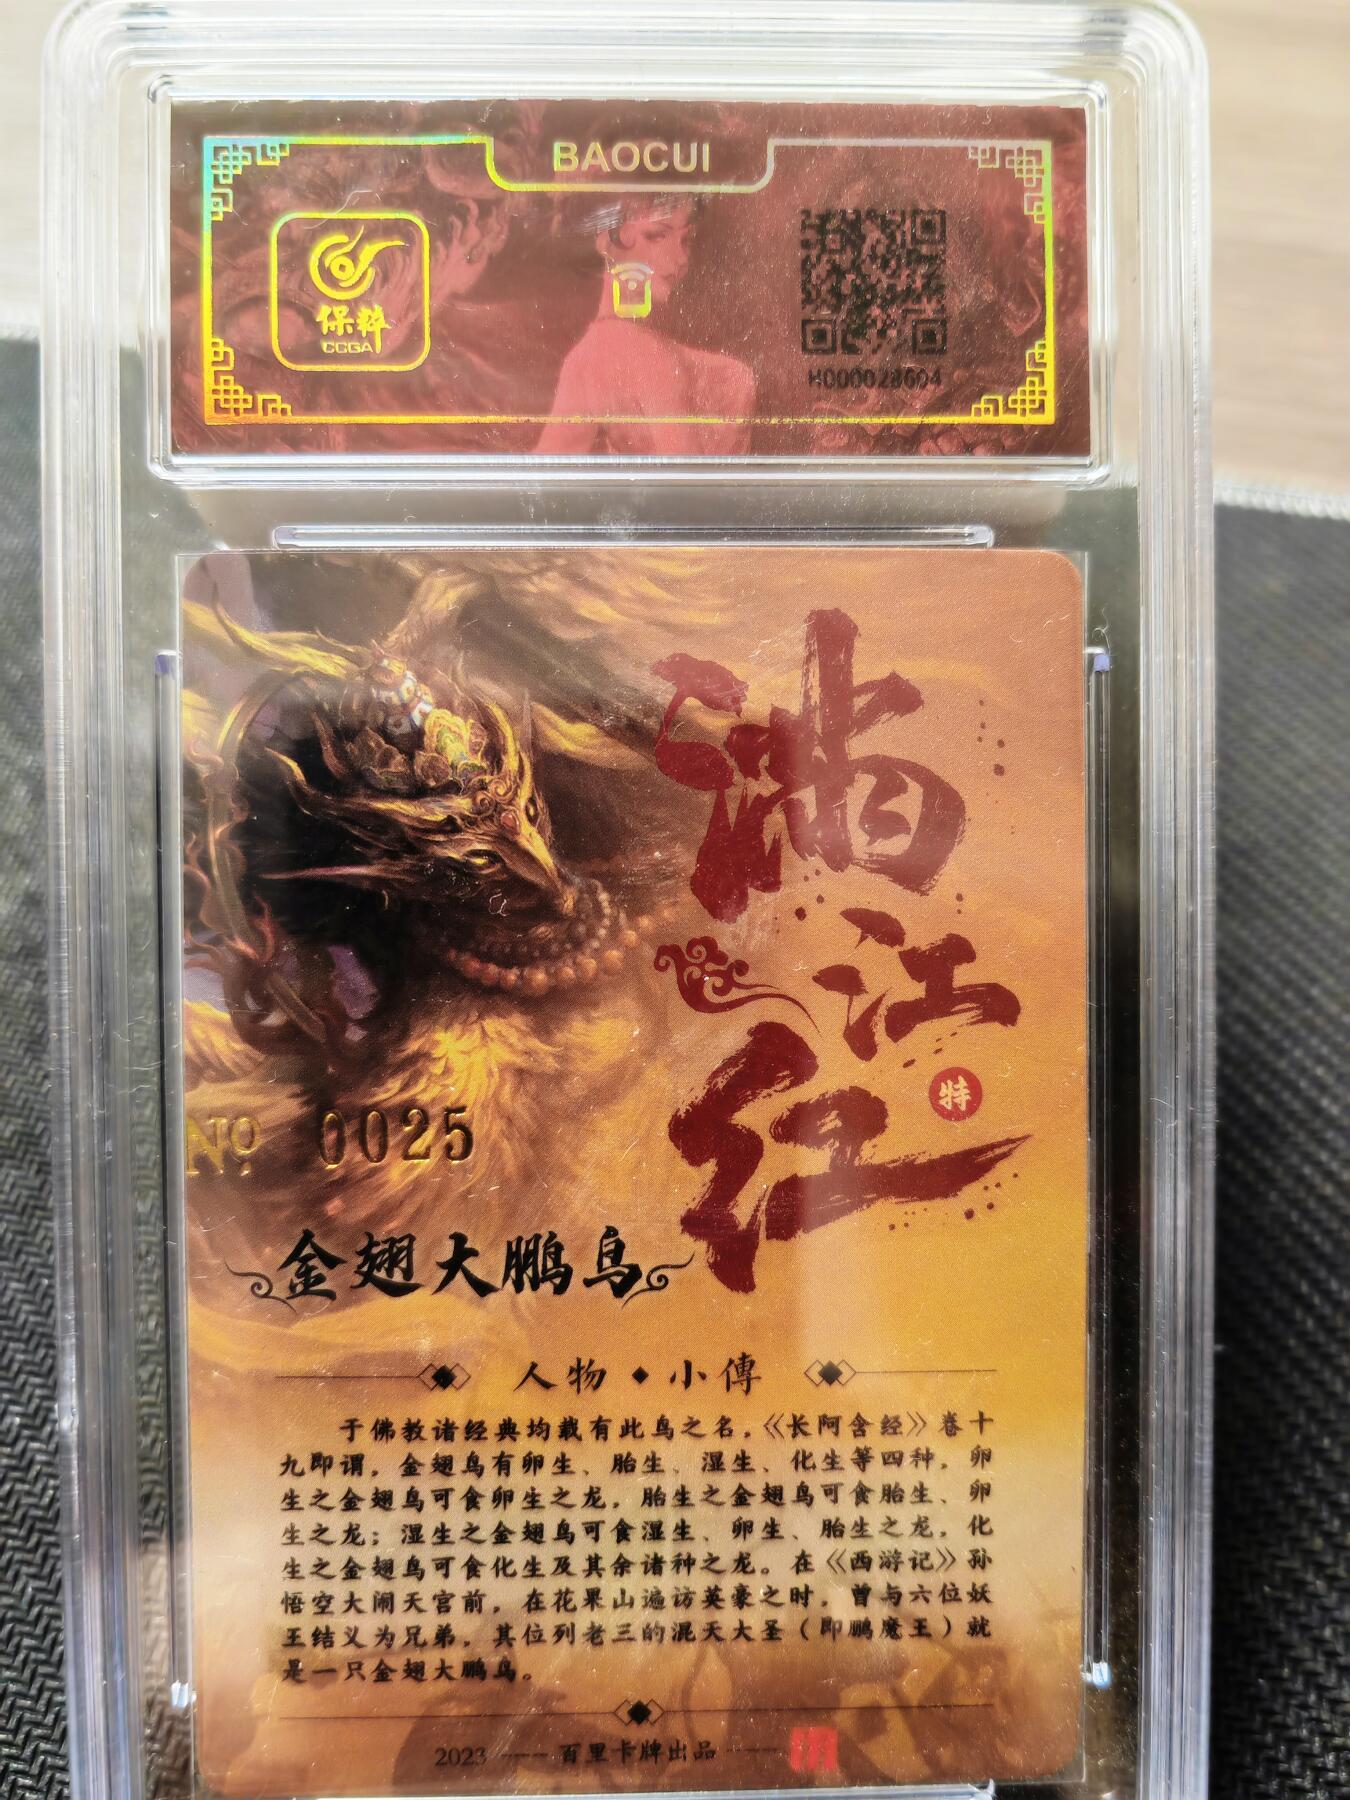 BAOCUI
保粹
CCGA
H000028604
满
江
红
特
No 0025
金翅大鹏鸟
人物◆小傳
于佛教诸经典均载有此鸟之名，《长阿含经》卷十
九即谓，金翅鸟有卵生、胎生、湿生、化生等四种，卵
生之金翅鸟可食卵生之龙，胎生之金翅鸟可食胎生、卵
生之龙；湿生之金翅鸟可食湿生、卵生、胎生之龙，化
生之金翅鸟可食化生及其余诸种之龙。在《西游记》孙
悟空大闹天宫前，在花果山遍访英豪之时，曾与六位妖
王结义为兄弟，其位列老三的混天大圣（即鹏魔王）就
是一只金翅大鹏鸟。
2023 --- 百里卡牌出品 ---